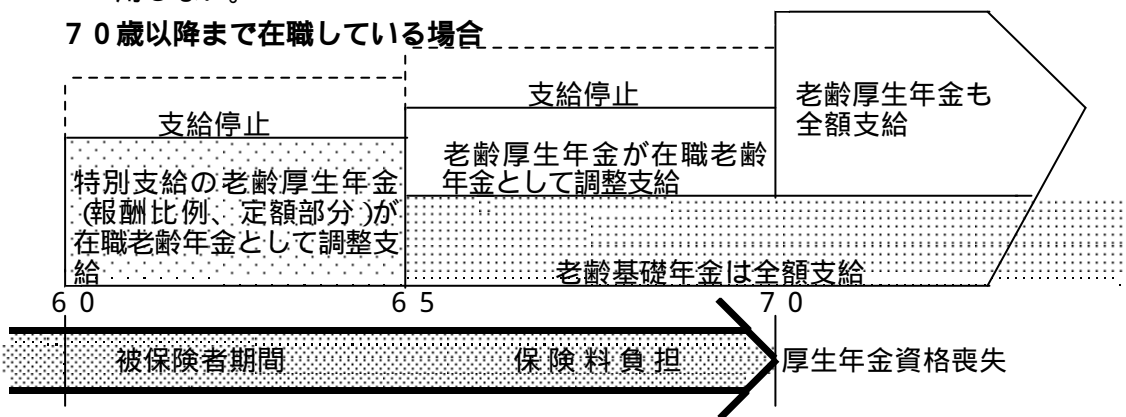 ７０歳以降まで在職している場合
支給停止
支給停止
老齢厚生年金も
全額支給
特別支給の老齢厚生年金
(報酬比例、定額部分)が
在職老齢年金として調整支
給
老齢厚生年金が在職老齢
年金として調整支給
老齢基礎年金は全額支給
６０
６５
７０
被保険者期間
保険料負担
厚生年金資格喪失